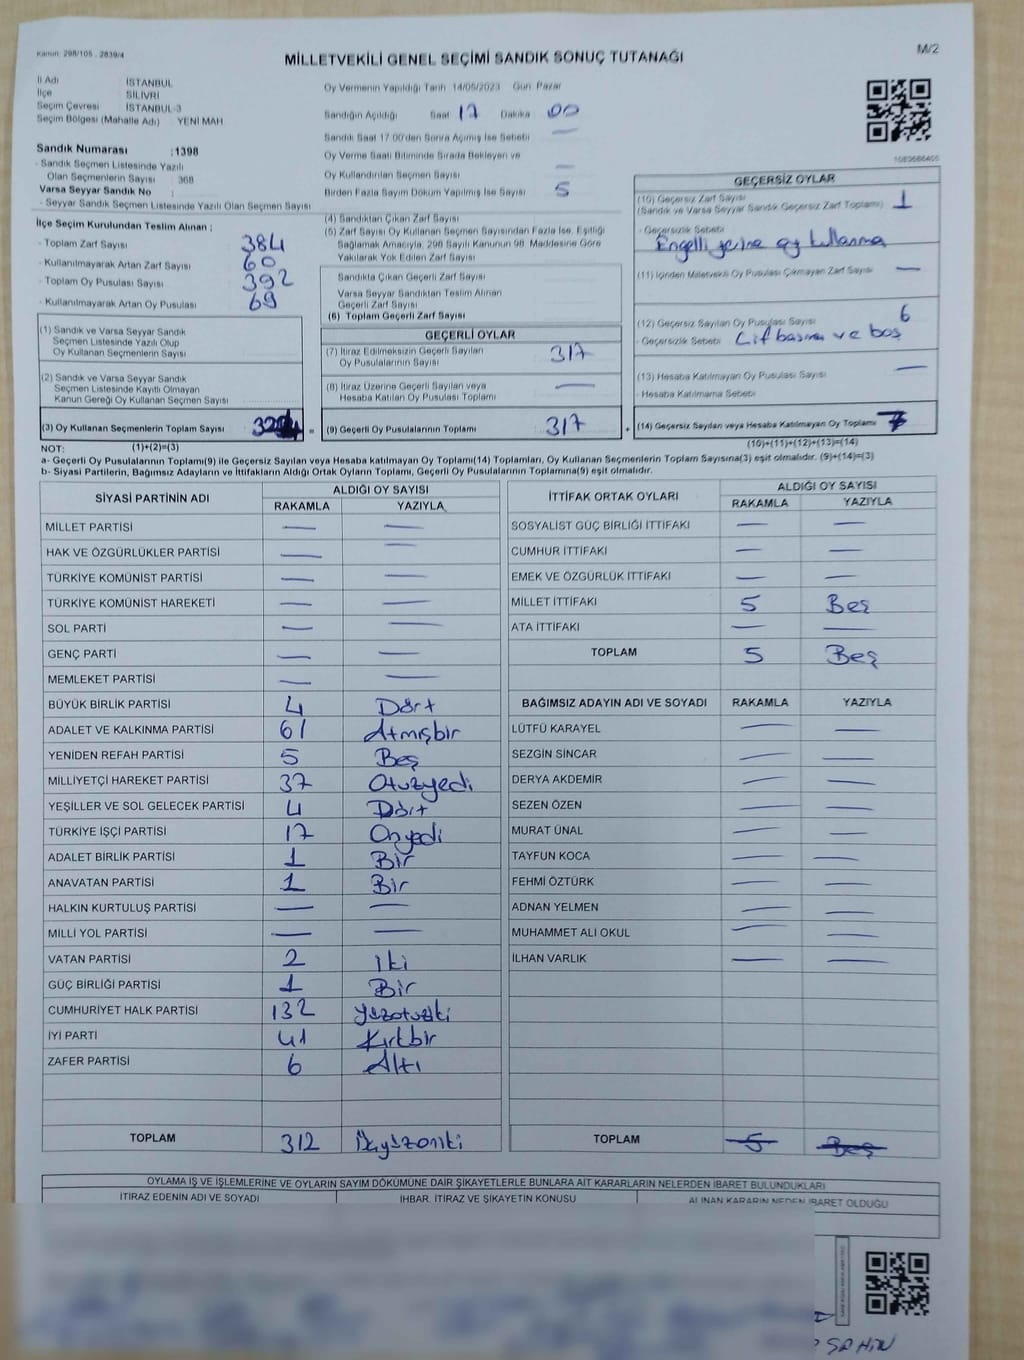 Kanun: 298/105 , 2839/4
M/2
MİLLETVEKİLİ GENEL SEÇİMİ SANDIK SONUÇ TUTANAĞI
İl Adı : İSTANBUL
İlçe : SİLİVRİ
Seçim Çevresi : İSTANBUL-3
Seçim Bölgesi (Mahalle Adı) : YENİ MAH
Sandık Numarası : 1398
- Sandık Seçmen Listesinde Yazılı
Olan Seçmenlerin Sayısı : 368
Varsa Seyyar Sandık No :
- Seyyar Sandık Seçmen Listesinde Yazılı Olan Seçmen Sayısı :
İlçe Seçim Kurulundan Teslim Alınan ;
- Toplam Zarf Sayısı : 384
- Kullanılmayarak Artan Zarf Sayısı : 60
- Toplam Oy Pusulası Sayısı : 392
- Kullanılmayarak Artan Oy Pusulası : 69
(1) Sandık ve Varsa Seyyar Sandık
Seçmen Listesinde Yazılı Olup
Oy Kullanan Seçmenlerin Sayısı
(2) Sandık ve Varsa Seyyar Sandık
Seçmen Listesinde Kayıtlı Olmayan
Kanun Gereği Oy Kullanan Seçmen Sayısı
(3) Oy Kullanan Seçmenlerin Toplam Sayısı =
(1)+(2)=(3)
Oy Vermenin Yapıldığı Tarih 14/05/2023 Gün Pazar
Sandığın Açıldığı Saat 17 Dakika 00
Sandık Saat 17.00'den Sonra Açılmış İse Sebebi —
Oy Verme Saati Bitiminde Sırada Bekleyen ve
Oy Kullandırılan Seçmen Sayısı —
Birden Fazla Sayım Döküm Yapılmış İse Sayısı 5
(4) Sandıktan Çıkan Zarf Sayısı
(5) Zarf Sayısı Oy Kullanan Seçmen Sayısından Fazla İse, Eşitliği
Sağlamak Amacıyla, 298 Sayılı Kanunun 98. Maddesine Göre
Yakılarak Yok Edilen Zarf Sayısı
Sandıkta Çıkan Geçerli Zarf Sayısı
Varsa Seyyar Sandıktan Teslim Alınan
Geçerli Zarf Sayısı
(6) Toplam Geçerli Zarf Sayısı
GEÇERLİ OYLAR
(7) İtiraz Edilmeksizin Geçerli Sayılan
Oy Pusulalarının Sayısı 317
(8) İtiraz Üzerine Geçerli Sayılan veya
Hesaba Katılan Oy Pusulası Toplamı —
(9) Geçerli Oy Pusulalarının Toplamı 317 +
GEÇERSİZ OYLAR
(10) Geçersiz Zarf Sayısı
(Sandık ve Varsa Seyyar Sandık Geçersiz Zarf Toplamı) 1
- Geçersizlik Sebebi
Engelli yerine oy kullanma
(11) İçinden Milletvekili Oy Pusulası Çıkmayan Zarf Sayısı —
(12) Geçersiz Sayılan Oy Pusulası Sayısı 6
- Geçersizlik Sebebi : Çift basma ve boş
(13) Hesaba Katılmayan Oy Pusulası Sayısı —
- Hesaba Katılmama Sebebi
(14) Geçersiz Sayılan veya Hesaba Katılmayan Oy Toplamı 7
(10)+(11)+(12)+(13)=(14)
NOT:
a- Geçerli Oy Pusulalarının Toplamı(9) ile Geçersiz Sayılan veya Hesaba katılmayan Oy Toplamı(14) Toplamları, Oy Kullanan Seçmenlerin Toplam Sayısına(3) eşit olmalıdır. (9)+(14)=(3)
b- Siyasi Partilerin, Bağımsız Adayların ve İttifakların Aldığı Ortak Oyların Toplamı, Geçerli Oy Pusulalarının Toplamına(9) eşit olmalıdır.
SİYASİ PARTİNİN ADI ALDIĞI OY SAYISI
RAKAMLA YAZIYLA
MİLLET PARTİSİ — —
HAK VE ÖZGÜRLÜKLER PARTİSİ — —
TÜRKİYE KOMÜNİST PARTİSİ — —
TÜRKİYE KOMÜNİST HAREKETİ — —
SOL PARTİ — —
GENÇ PARTİ — —
MEMLEKET PARTİSİ — —
BÜYÜK BİRLİK PARTİSİ 4 Dört
ADALET VE KALKINMA PARTİSİ 61 Atmışbir
YENİDEN REFAH PARTİSİ 5 Beş
MİLLİYETÇİ HAREKET PARTİSİ 37 Otuzyedi
YEŞİLLER VE SOL GELECEK PARTİSİ 4 Dört
TÜRKİYE İŞÇİ PARTİSİ 17 Onyedi
ADALET BİRLİK PARTİSİ 1 Bir
ANAVATAN PARTİSİ 1 Bir
HALKIN KURTULUŞ PARTİSİ — —
MİLLİ YOL PARTİSİ — —
VATAN PARTİSİ 2 İki
GÜÇ BİRLİĞİ PARTİSİ 1 Bir
CUMHURİYET HALK PARTİSİ 132 yüzotuziki
İYİ PARTİ 41 Kırkbir
ZAFER PARTİSİ 6 Altı
TOPLAM 312 Üçyüzoniki
İTTİFAK ORTAK OYLARI ALDIĞI OY SAYISI
RAKAMLA YAZIYLA
SOSYALİST GÜÇ BİRLİĞİ İTTİFAKI — —
CUMHUR İTTİFAKI — —
EMEK VE ÖZGÜRLÜK İTTİFAKI — —
MİLLET İTTİFAKI 5 Beş
ATA İTTİFAKI — —
TOPLAM 5 Beş
BAĞIMSIZ ADAYIN ADI VE SOYADI RAKAMLA YAZIYLA
LÜTFÜ KARAYEL — —
SEZGİN SİNCAR — —
DERYA AKDEMİR — —
SEZEN ÖZEN — —
MURAT ÜNAL — —
TAYFUN KOCA — —
FEHMİ ÖZTÜRK — —
ADNAN YELMEN — —
MUHAMMET ALİ OKUL — —
İLHAN VARLIK — —
TOPLAM 5 Beş
OYLAMA İŞ VE İŞLEMLERİNE VE OYLARIN SAYIM DÖKÜMÜNE DAİR ŞİKAYETLERLE BUNLARA AİT KARARLARIN NELERDEN İBARET BULUNDUKLARI
İTİRAZ EDENİN ADI VE SOYADI İHBAR, İTİRAZ VE ŞİKAYETİN KONUSU ALINAN KARARIN NEDEN İBARET OLDUĞU